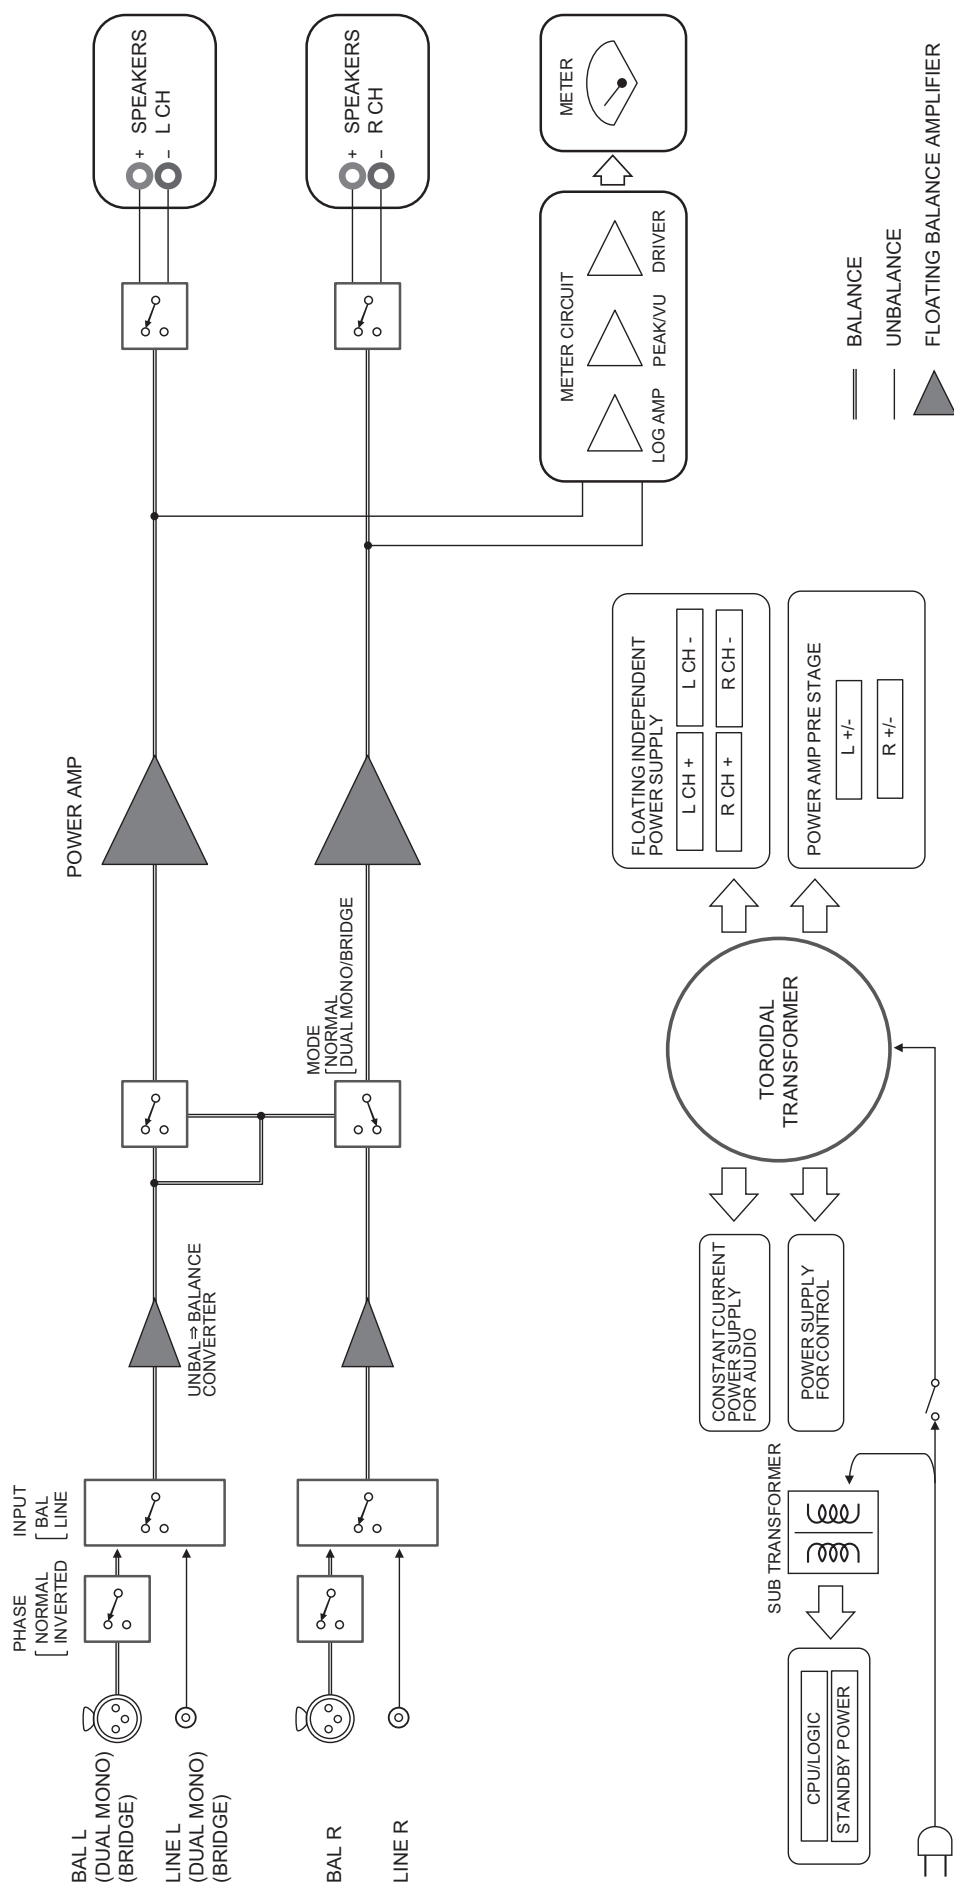 BAL L
(DUAL MONO)
(BRIDGE)
LINE L
(DUAL MONO)
(BRIDGE)
PHASE
NORMAL
INVERTED
INPUT
BAL
LINE
UNBAL⇒BALANCE
CONVERTER
POWER AMP
+
–
SPEAKERS
L CH
BAL R
LINE R
MODE
NORMAL
DUAL MONO/BRIDGE
+
–
SPEAKERS
R CH
METER CIRCUIT
LOG AMP
PEAK/VU
DRIVER
METER
CPU/LOGIC
STANDBY POWER
SUB TRANSFORMER
CONSTANT CURRENT
POWER SUPPLY
FOR AUDIO
POWER SUPPLY
FOR CONTROL
TOROIDAL
TRANSFORMER
FLOATING INDEPENDENT
POWER SUPPLY
L CH +
L CH -
R CH +
R CH -
POWER AMP PRE STAGE
L +/-
R +/-
BALANCE
UNBALANCE
FLOATING BALANCE AMPLIFIER